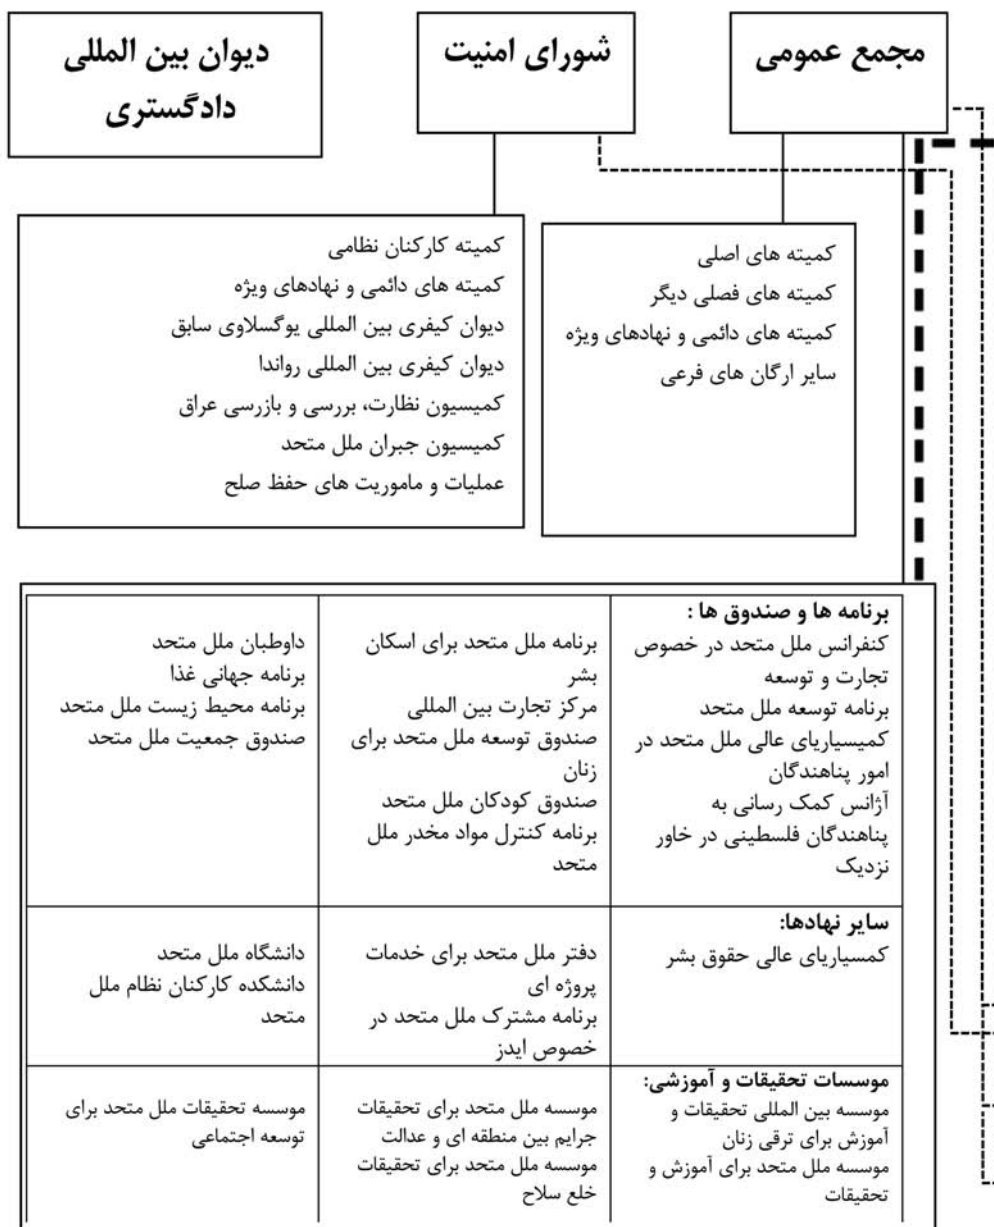 مجمع عمومی
شورای امنیت
دیوان بین المللی
دادگستری
کمیته های اصلی
کمیته های فصلی دیگر
کمیته های دائمی و نهادهای ویژه
سایر ارگان های فرعی
کمیته کارکنان نظامی
کمیته های دائمی و نهادهای ویژه
دیوان کیفری بین المللی یوگسلاوی سابق
دیوان کیفری بین المللی رواندا
کمیسیون نظارت، بررسی و بازرسی عراق
کمیسیون جبران ملل متحد
عملیات و ماموریت های حفظ صلح
برنامه ها و صندوق ها :
کنفرانس ملل متحد در خصوص
تجارت و توسعه
برنامه توسعه ملل متحد
کمیسیاریای عالی ملل متحد در
امور پناهندگان
آژانس کمک رسانی به
پناهندگان فلسطینی در خاور
نزدیک
برنامه ملل متحد برای اسکان
بشر
مرکز تجارت بین المللی
صندوق توسعه ملل متحد برای
زنان
صندوق کودکان ملل متحد
برنامه کنترل مواد مخدر ملل
متحد
داوطبان ملل متحد
برنامه جهانی غذا
برنامه محیط زیست ملل متحد
صندوق جمعیت ملل متحد
سایر نهادها:
کمسیاریای عالی حقوق بشر
دفتر ملل متحد برای خدمات
پروژه ای
برنامه مشترک ملل متحد در
خصوص ایدز
دانشگاه ملل متحد
دانشکده کارکنان نظام ملل
متحد
موسسات تحقیقات و آموزشی:
موسسه بین المللی تحقیقات و
آموزش برای ترقی زنان
موسسه ملل متحد برای آموزش و
تحقیقات
موسسه ملل متحد برای تحقیقات
جرایم بین منطقه ای و عدالت
موسسه ملل متحد برای تحقیقات
خلع سلاح
موسسه تحقیقات ملل متحد برای
توسعه اجتماعی